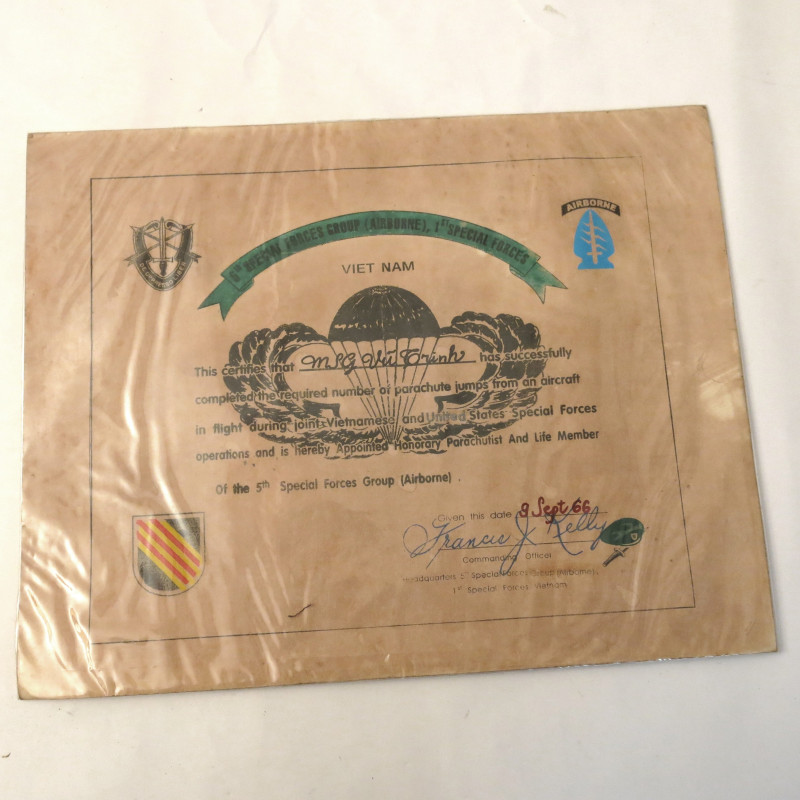 AIRBORNE
FORCES GROUP (AIRBORNE), 1ST SPECIAL FORCES
VIET NAM
This certifies that MSG Vũ Trinh has successfully
completed the required number of parachute jumps from an aircraft
in flight during joint Vietnamese and United States Special Forces
operations and is hereby Appointed Honorary Parachutist And Life Member
Of the 5th Special Forces Group (Airborne) .
Given this date 9 Sept 66
Francis J Kelly
Commanding Officer
Headquarters 5th Special Forces Group (Airborne),
1st Special Forces Vietnam